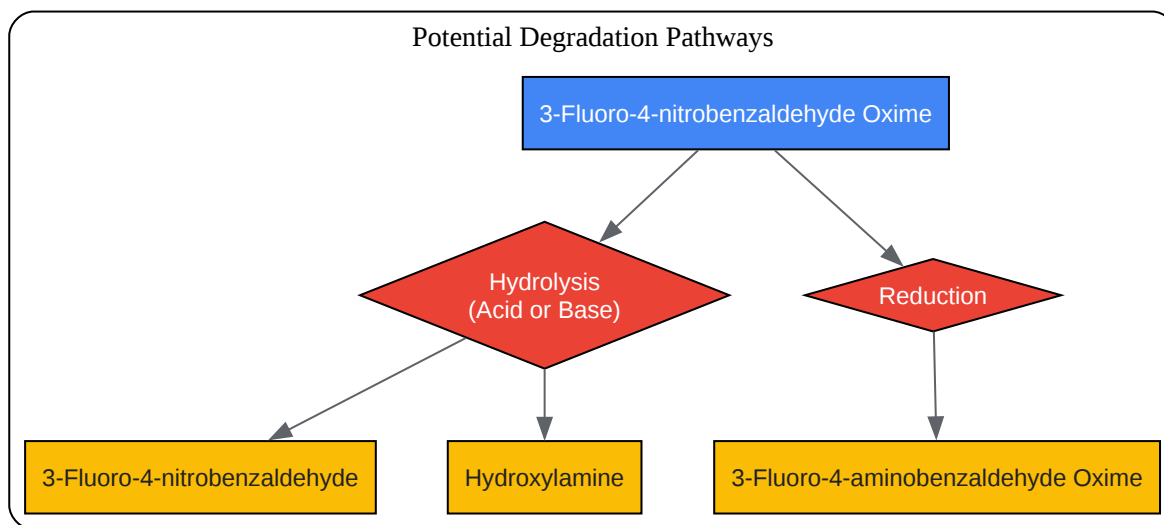 Potential Degradation Pathways
3-Fluoro-4-nitrobenzaldehyde Oxime
Hydrolysis
(Acid or Base)
Reduction
3-Fluoro-4-nitrobenzaldehyde
Hydroxylamine
3-Fluoro-4-aminobenzaldehyde Oxime